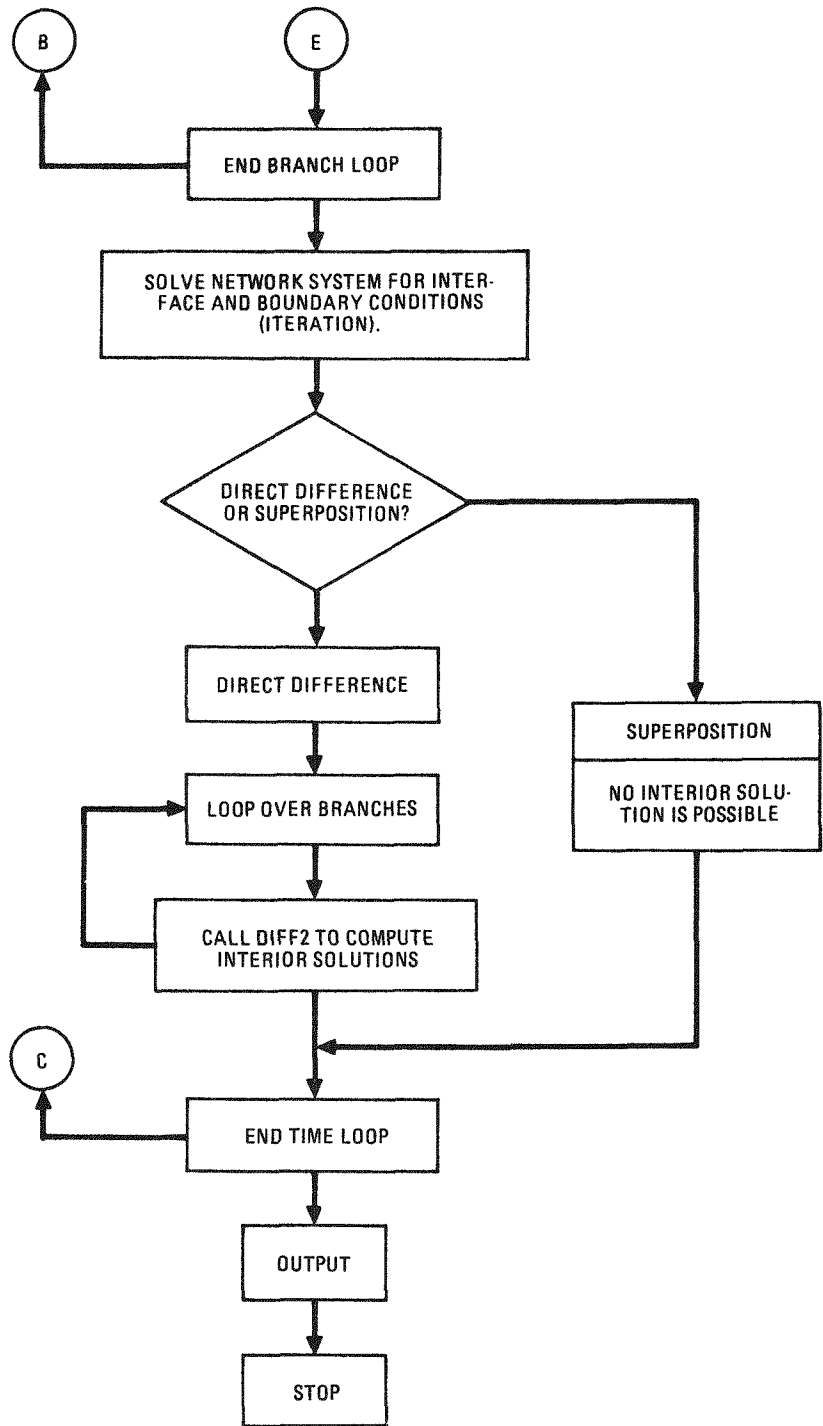 B
E
END BRANCH LOOP
SOLVE NETWORK SYSTEM FOR INTER-
FACE AND BOUNDARY CONDITIONS
(ITERATION).
DIRECT DIFFERENCE
OR SUPERPOSITION?
DIRECT DIFFERENCE
SUPERPOSITION
NO INTERIOR SOLU-
TION IS POSSIBLE
LOOP OVER BRANCHES
CALL DIFF2 TO COMPUTE
INTERIOR SOLUTIONS
C
END TIME LOOP
OUTPUT
STOP